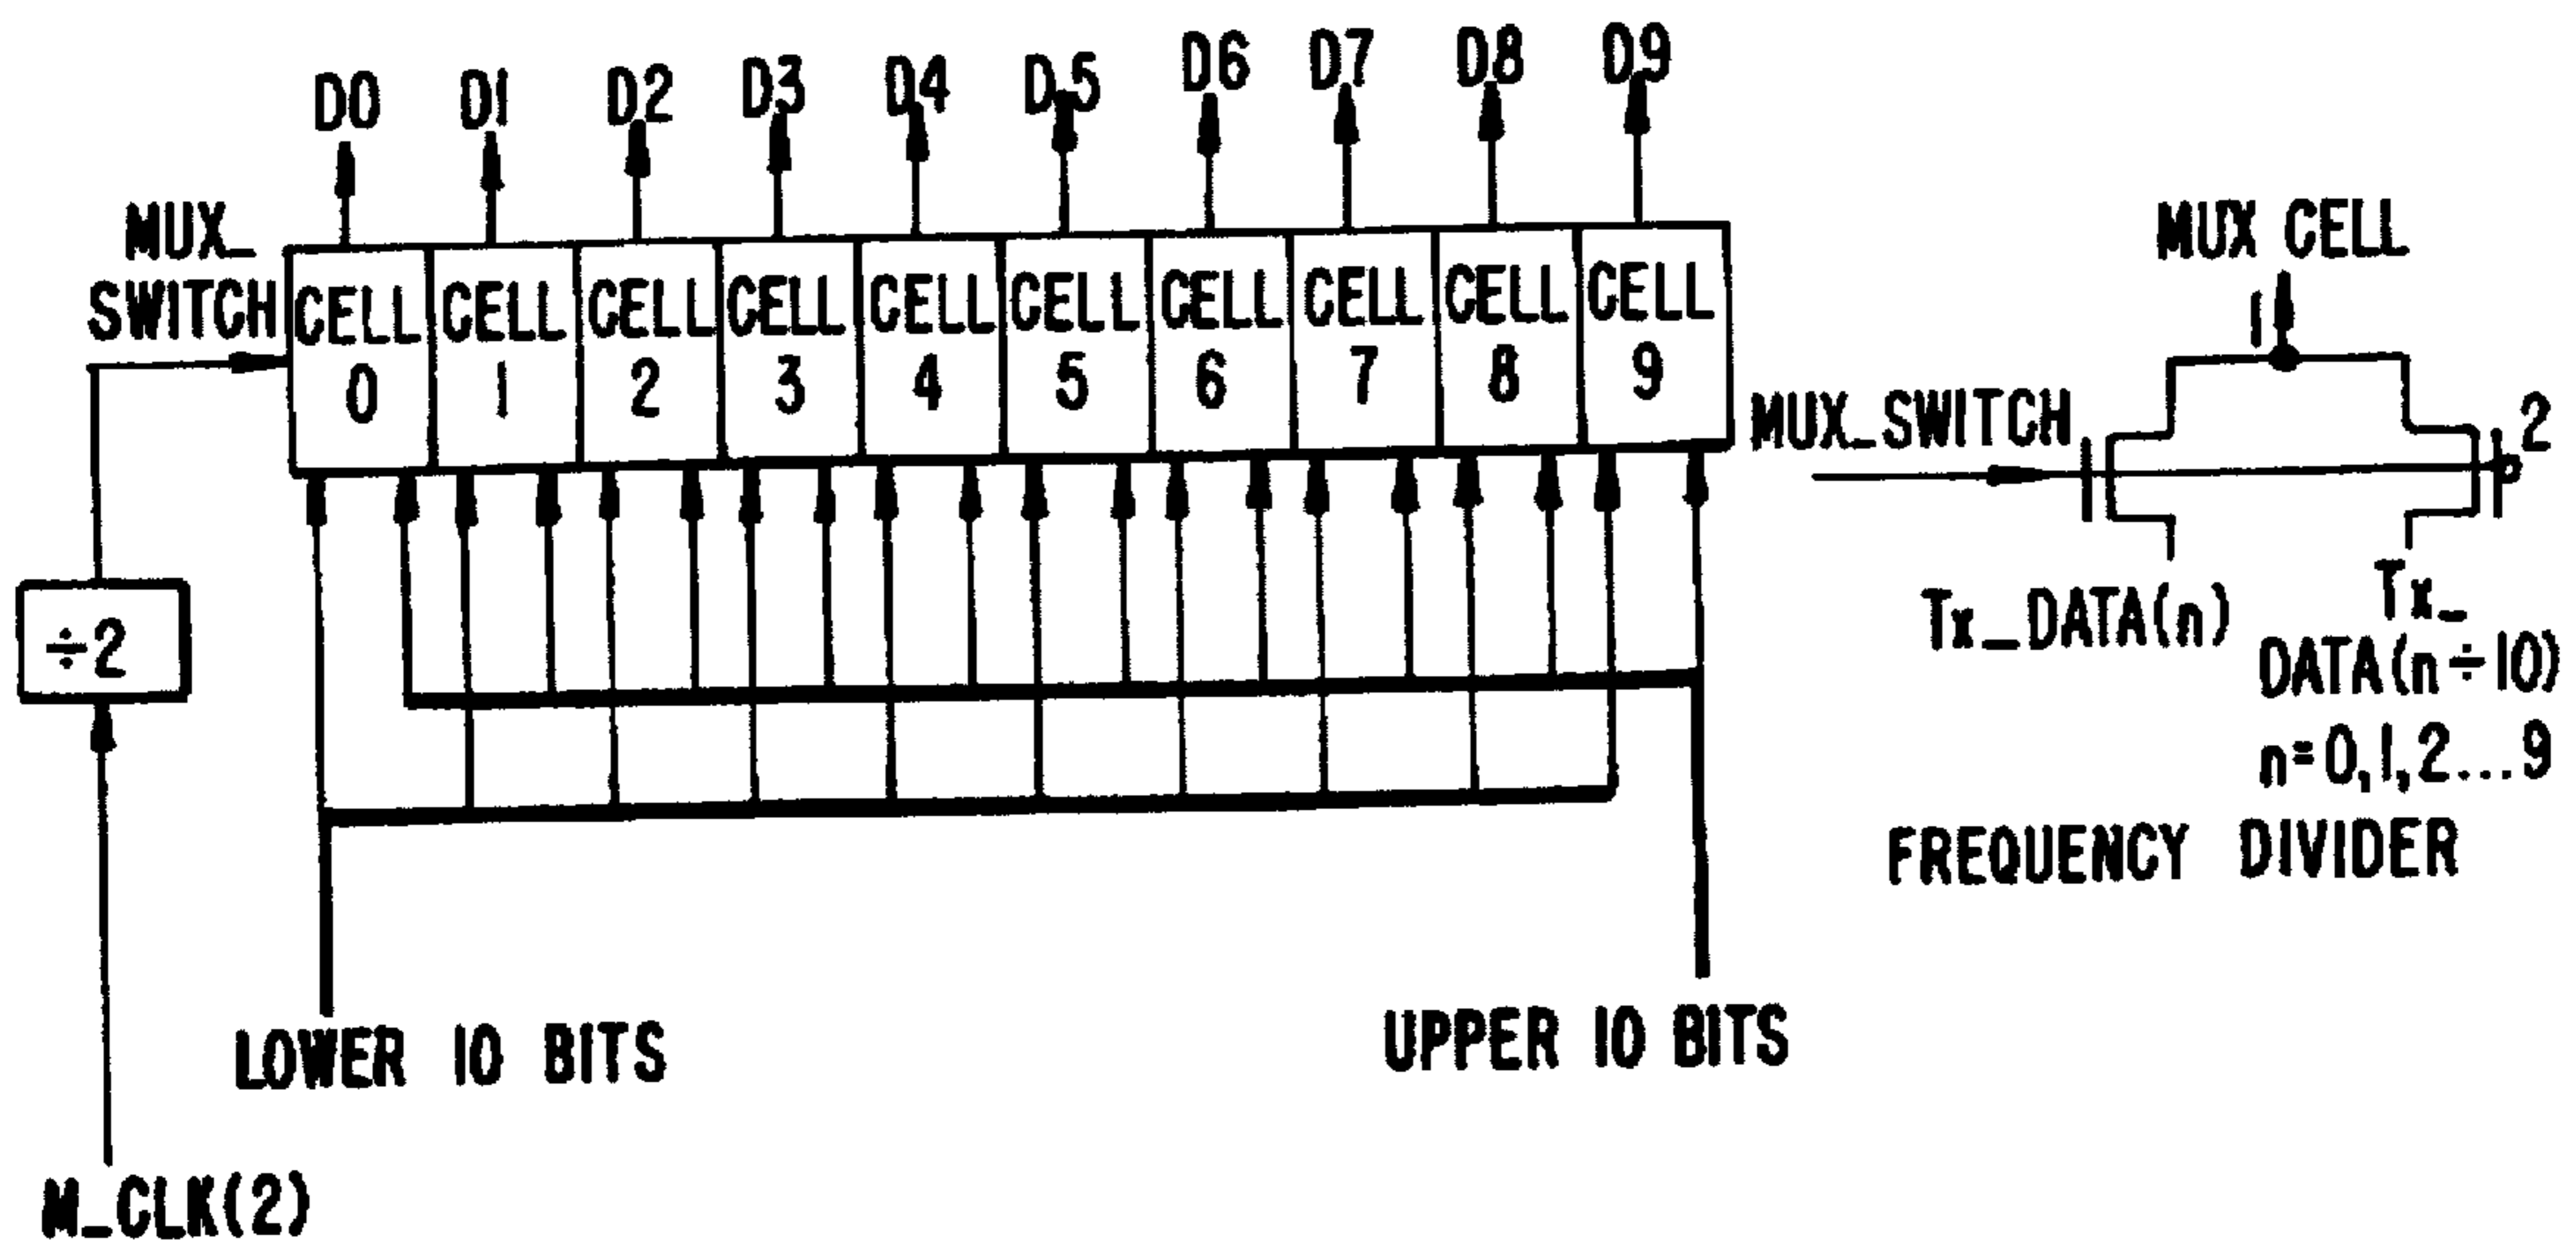 D0 D1 D2 D3 D4 D5 D6 D7 D8 D9
MUX_
SWITCH
CELL 0
CELL 1
CELL 2
CELL 3
CELL 4
CELL 5
CELL 6
CELL 7
CELL 8
CELL 9
÷2
LOWER 10 BITS
UPPER 10 BITS
M_CLK(2)
MUX CELL
1
MUX_SWITCH
2
Tx_DATA(n)
Tx_
DATA(n÷10)
n=0,1,2...9
FREQUENCY DIVIDER